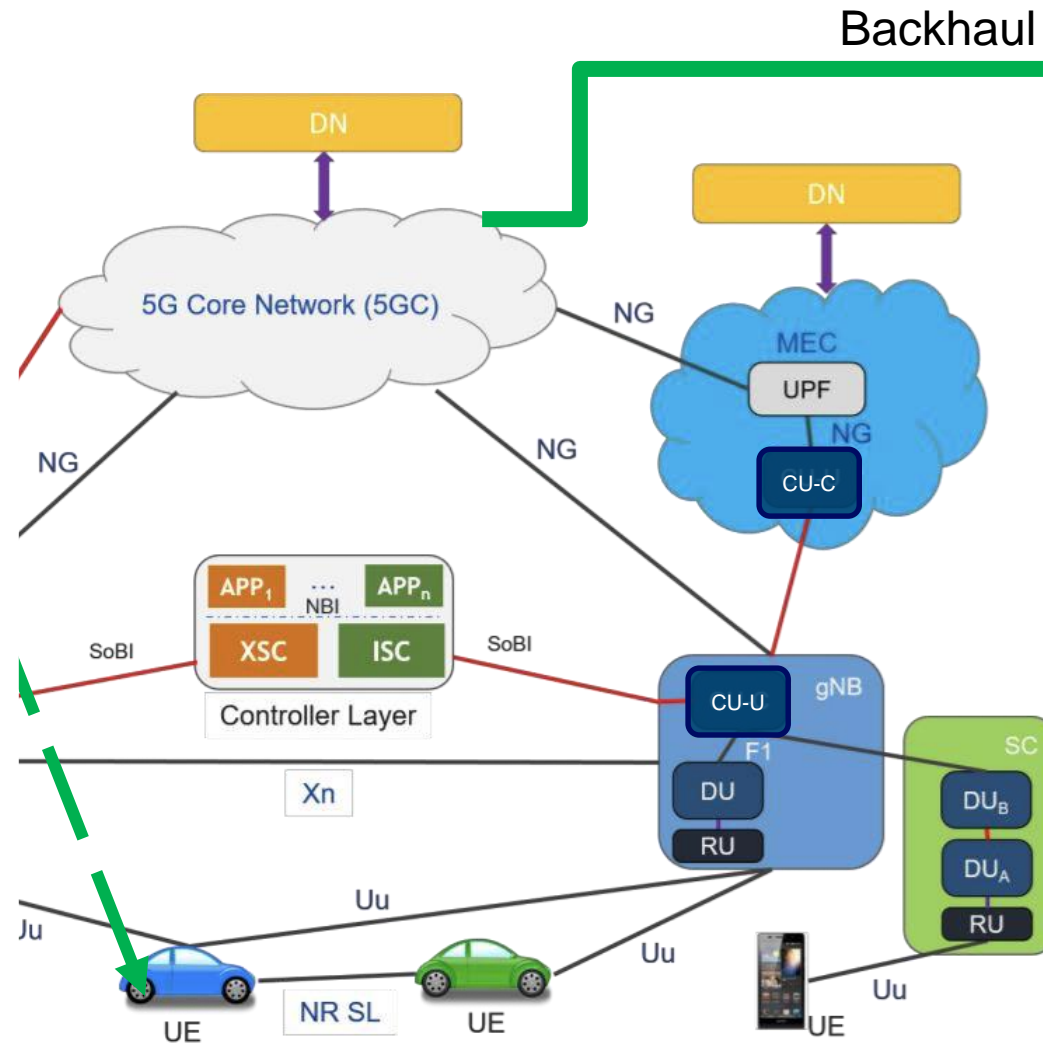 Backhaul
DN
DN
5G Core Network (5GC)
NG
MEC
UPF
NG
NG
NG
CU-C
APP1 ... APPn
NBI
SoBI
XSC ISC
SoBI
Controller Layer
CU-U
gNB
F1
SC
Xn
DU
DUB
RU
DUA
RU
Uu
Uu
Uu
Uu
NR SL
UE
UE
UE